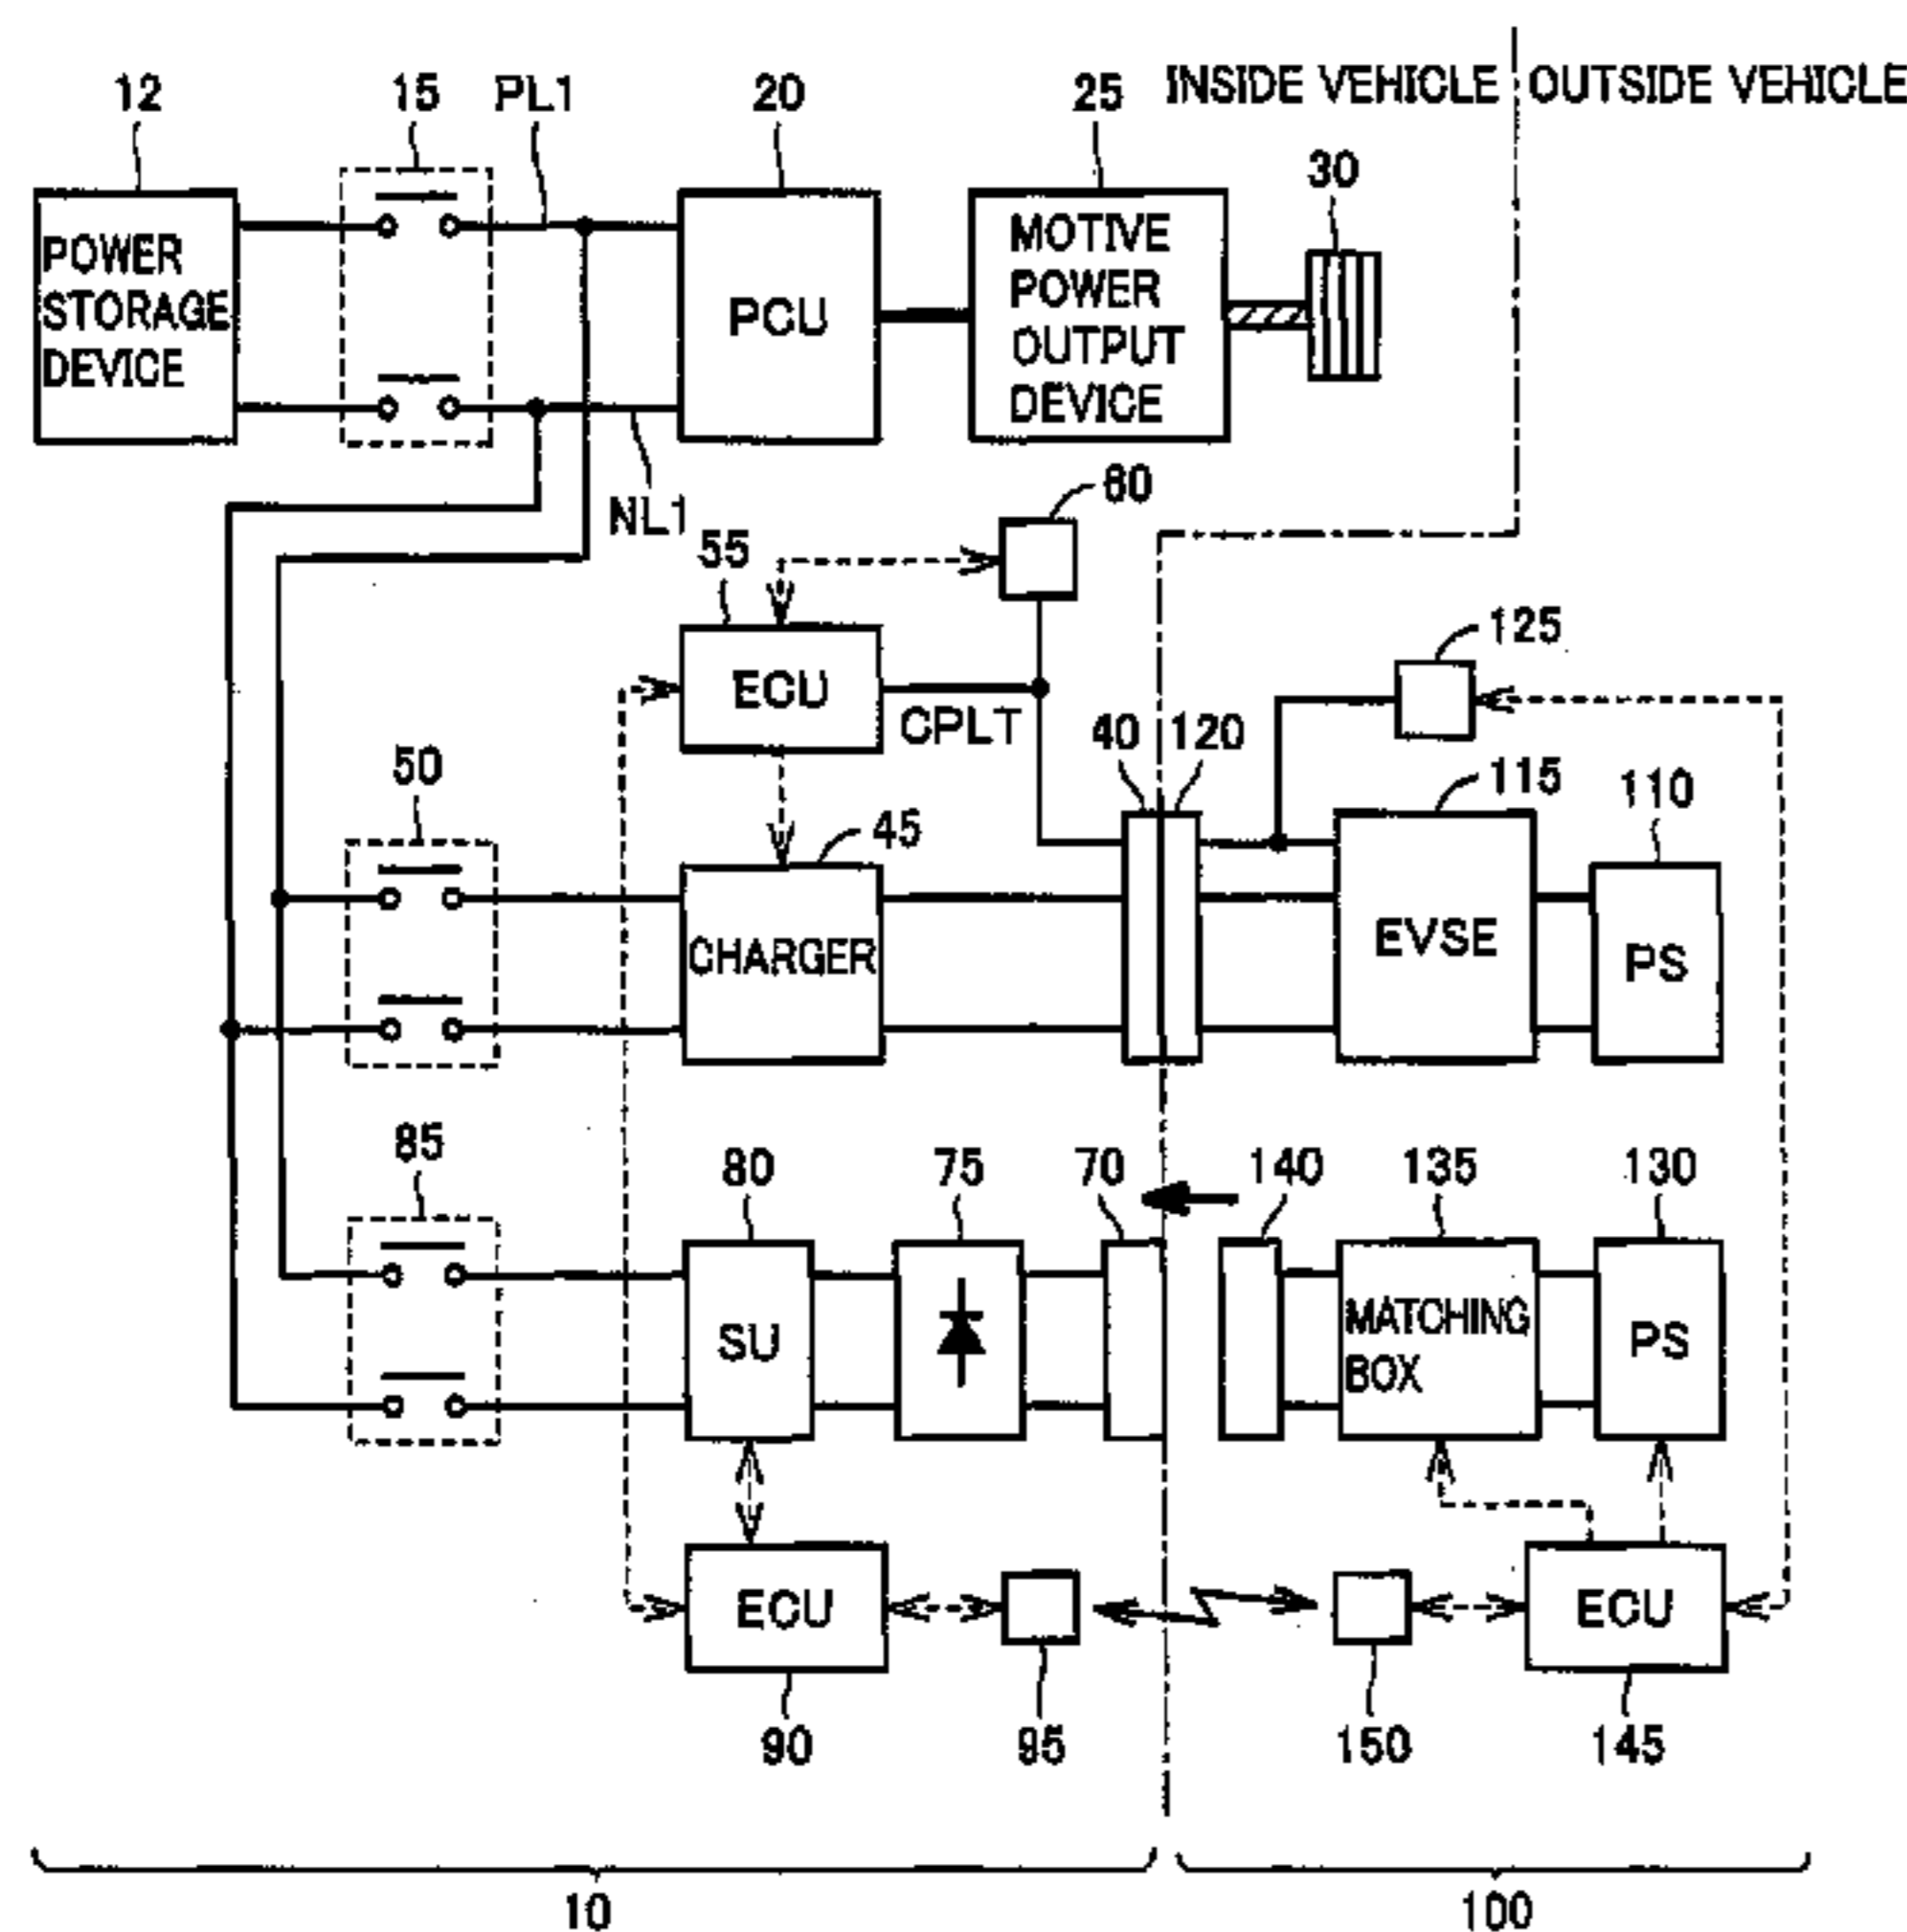 12
15
PL1
20
25
INSIDE VEHICLE
OUTSIDE VEHICLE
30
POWER
STORAGE
DEVICE
PCU
MOTIVE
POWER
OUTPUT
DEVICE
NL1
60
55
125
ECU
CPLT
40
120
50
115
110
45
CHARGER
EVSE
PS
85
80
75
70
140
135
130
SU
MATCHING
BOX
PS
ECU
ECU
90
95
150
145
10
100